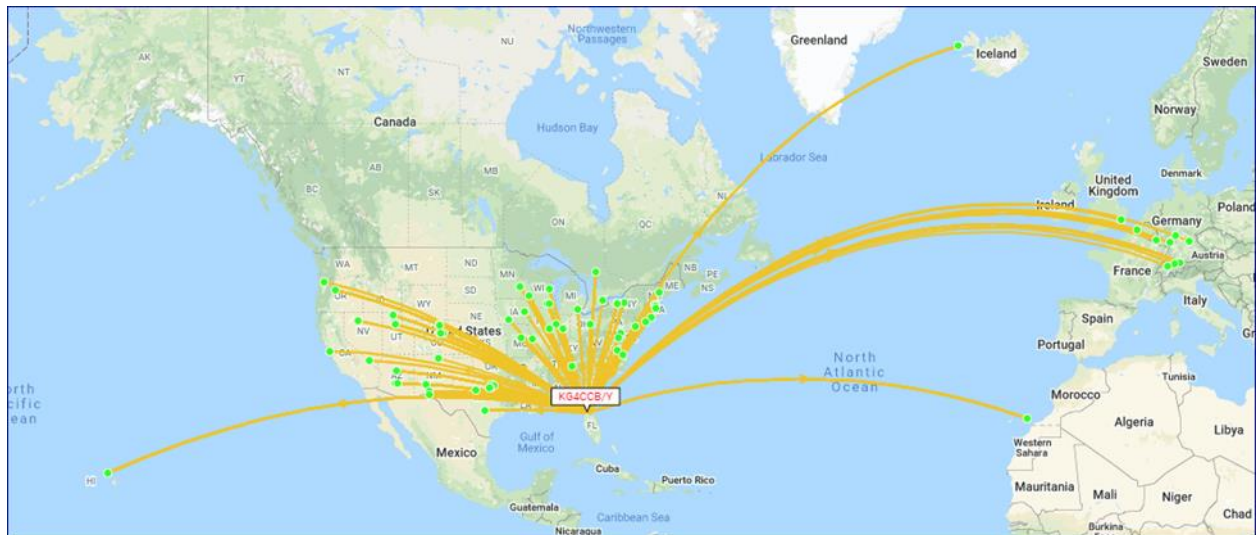 Greenland
Iceland
Sweden
Norway
Northwestern
Passages
NU
AK
YT
NT
Canada
Hudson Bay
Labrador Sea
Denmark
United
Kingdom
Ireland
Poland
Germany
BC
AB
SK
MB
ON
QC
NL
NB
PE
NS
ME
WA
MT
ND
MN
OR
SD
WI
MI
NY
Austria
France
Italy
WY
IA
NE
NV
UT
CA
AZ
NM
Spain
Portugal
North
Atlantic
Ocean
Tunisia
Morocco
Algeria
Libya
Western
Sahara
KG4CCB/Y
FL
Gulf of
Mexico
Mexico
Cuba
Puerto Rico
HI
Guatemala
Caribbean Sea
Nicaragua
Mauritania
Mali
Niger
Chad
Burkina